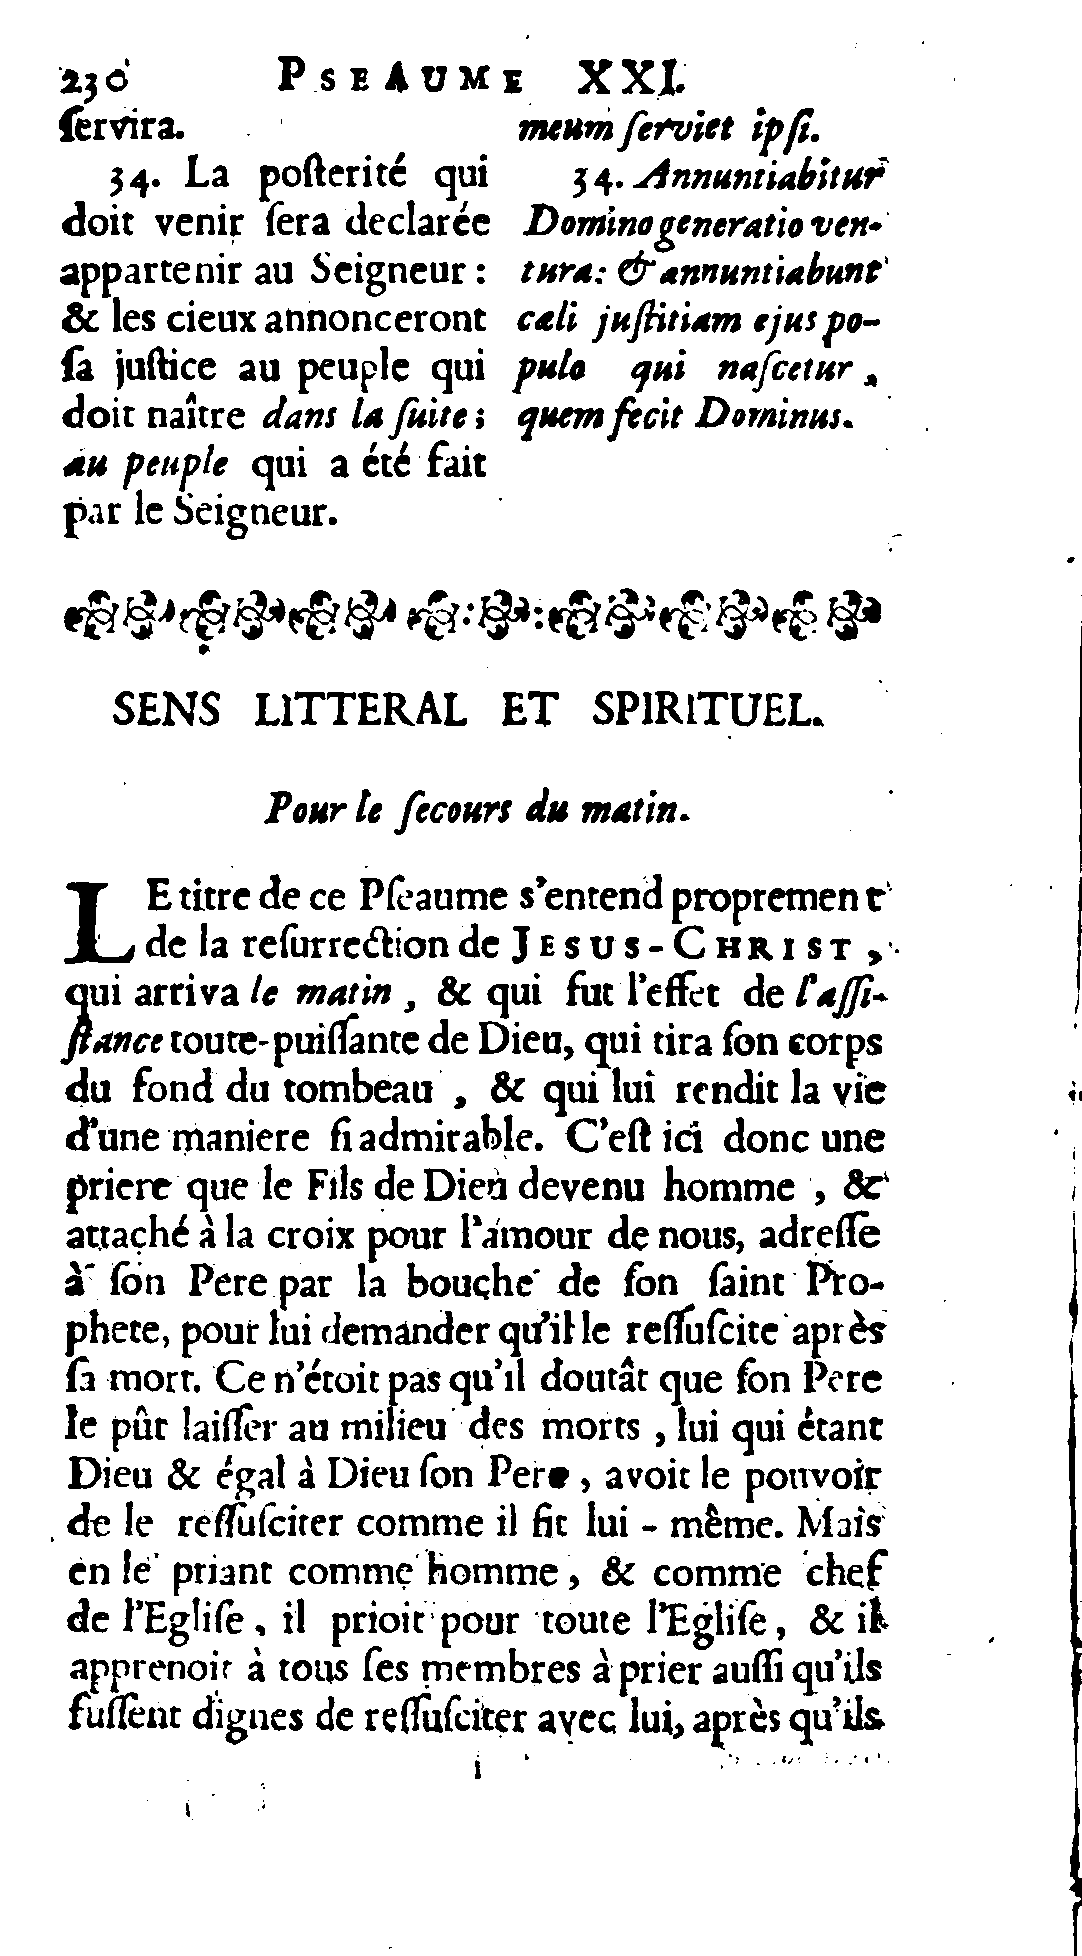 230 PSEAUME XXI.
ſervira.
34. La poſterité qui
doit venir ſera declarée
appartenir au Seigneur :
& les cieux annonceront
ſa juſtice au peuple qui
doit naître dans la ſuite ;
au peuple qui a été fait
par le Seigneur.
meum ſerviet ipſi.
34. Annuntiabitur
Domino generatio ven-
tura : & annuntiabunt
cæli juſtitiam ejus po-
pulo qui naſcetur ,
quem fecit Dominus.
SENS LITTERAL ET SPIRITUEL.
Pour le ſecours du matin.
LE titre de ce Pſeaume s'entend proprement
de la reſurrection de JESUS-CHRIST ,
qui arriva le matin , & qui fut l'effet de l'aſſi-
ſtance toute-puiſſante de Dieu, qui tira ſon corps
du fond du tombeau , & qui lui rendit la vie
d'une maniere ſi admirable. C'eſt ici donc une
priere que le Fils de Dieu devenu homme , &
attaché à la croix pour l'amour de nous, adreſſe
à ſon Pere par la bouche de ſon ſaint Pro-
phete, pour lui demander qu'il le reſſuſcite après
ſa mort. Ce n'étoit pas qu'il doutât que ſon Pere
le pût laiſſer au milieu des morts , lui qui étant
Dieu & égal à Dieu ſon Pere , avoit le pouvoir
de le reſſuſciter comme il fit lui - même. Mais
en le priant comme homme , & comme chef
de l'Egliſe , il prioit pour toute l'Egliſe , & il
apprenoit à tous ſes membres à prier auſſi qu'ils
fuſſent dignes de reſſuſciter avec lui, après qu'ils